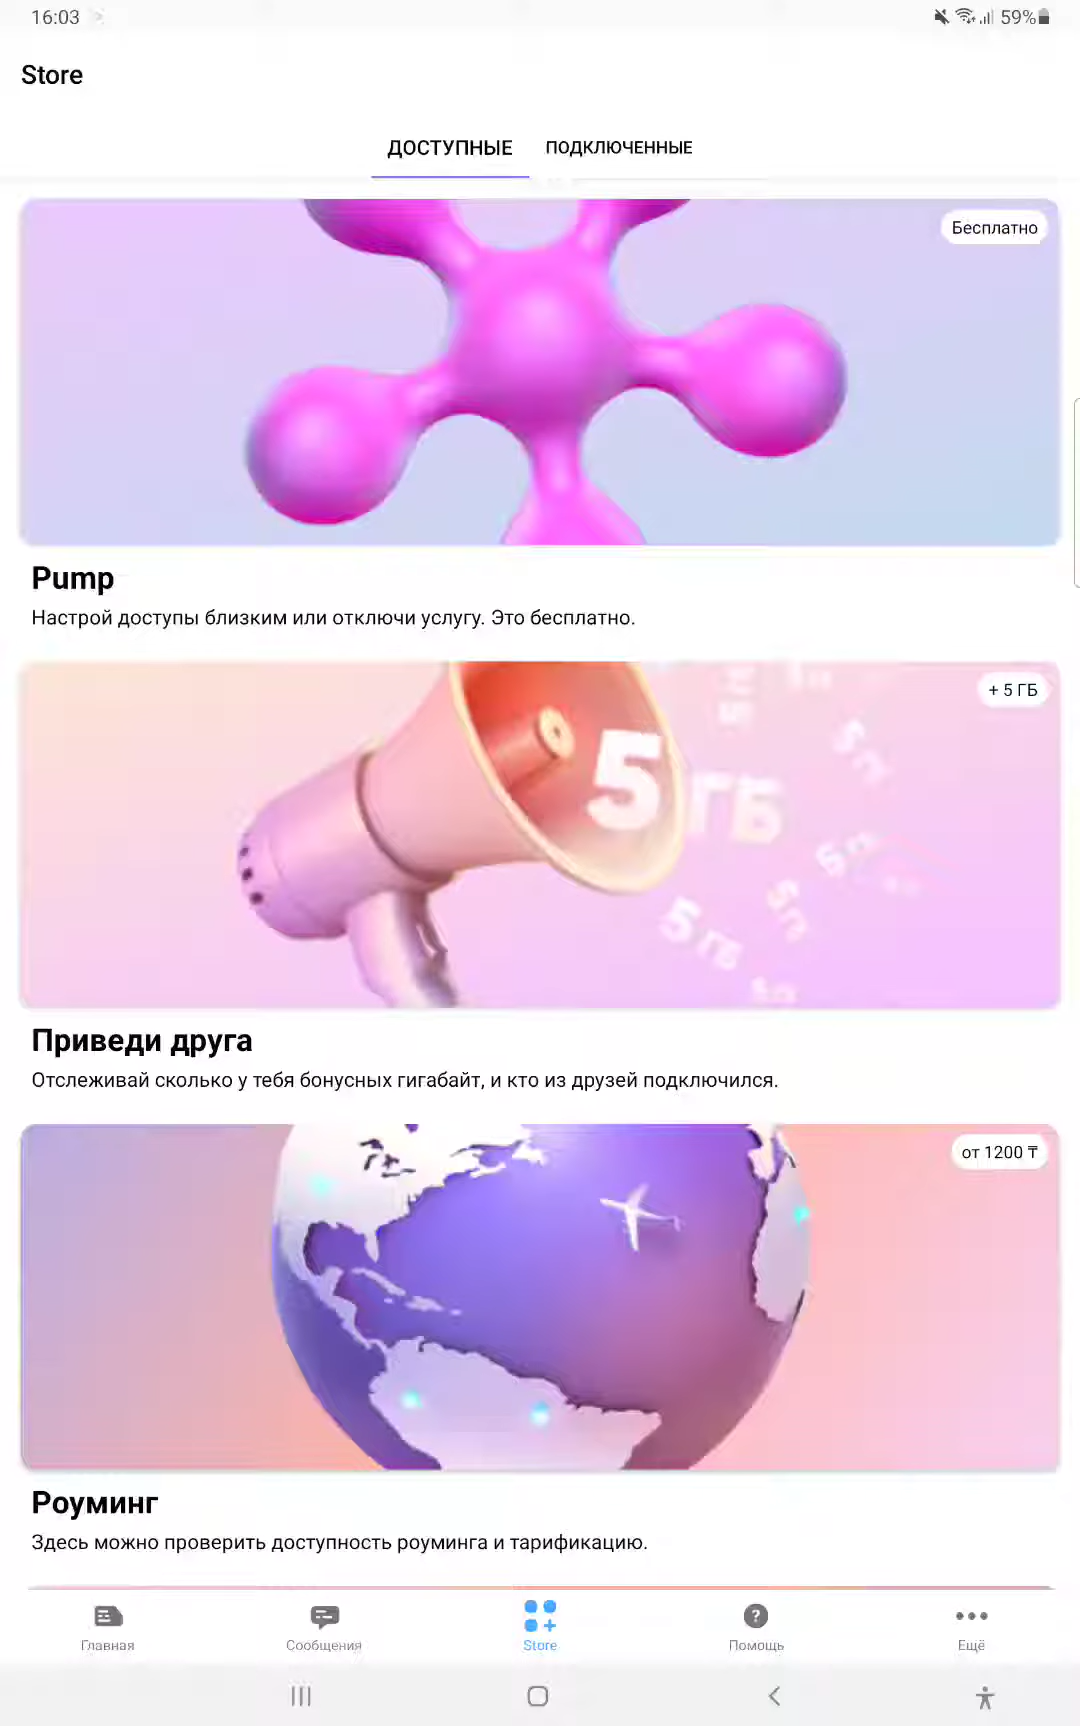 16:03
59%
Store
ДОСТУПНЫЕ
ПОДКЛЮЧЕННЫЕ
Бесплатно
Pump
Настрой доступы близким или отключи услугу. Это бесплатно.
+ 5 ГБ
5 ГБ
5 ГБ
Приведи друга
Отслеживай сколько у тебя бонусных гигабайт, и кто из друзей подключился.
от 1200 ₸
Роуминг
Здесь можно проверить доступность роуминга и тарификацию.
Главная
Сообщения
Store
Помощь
Ещё